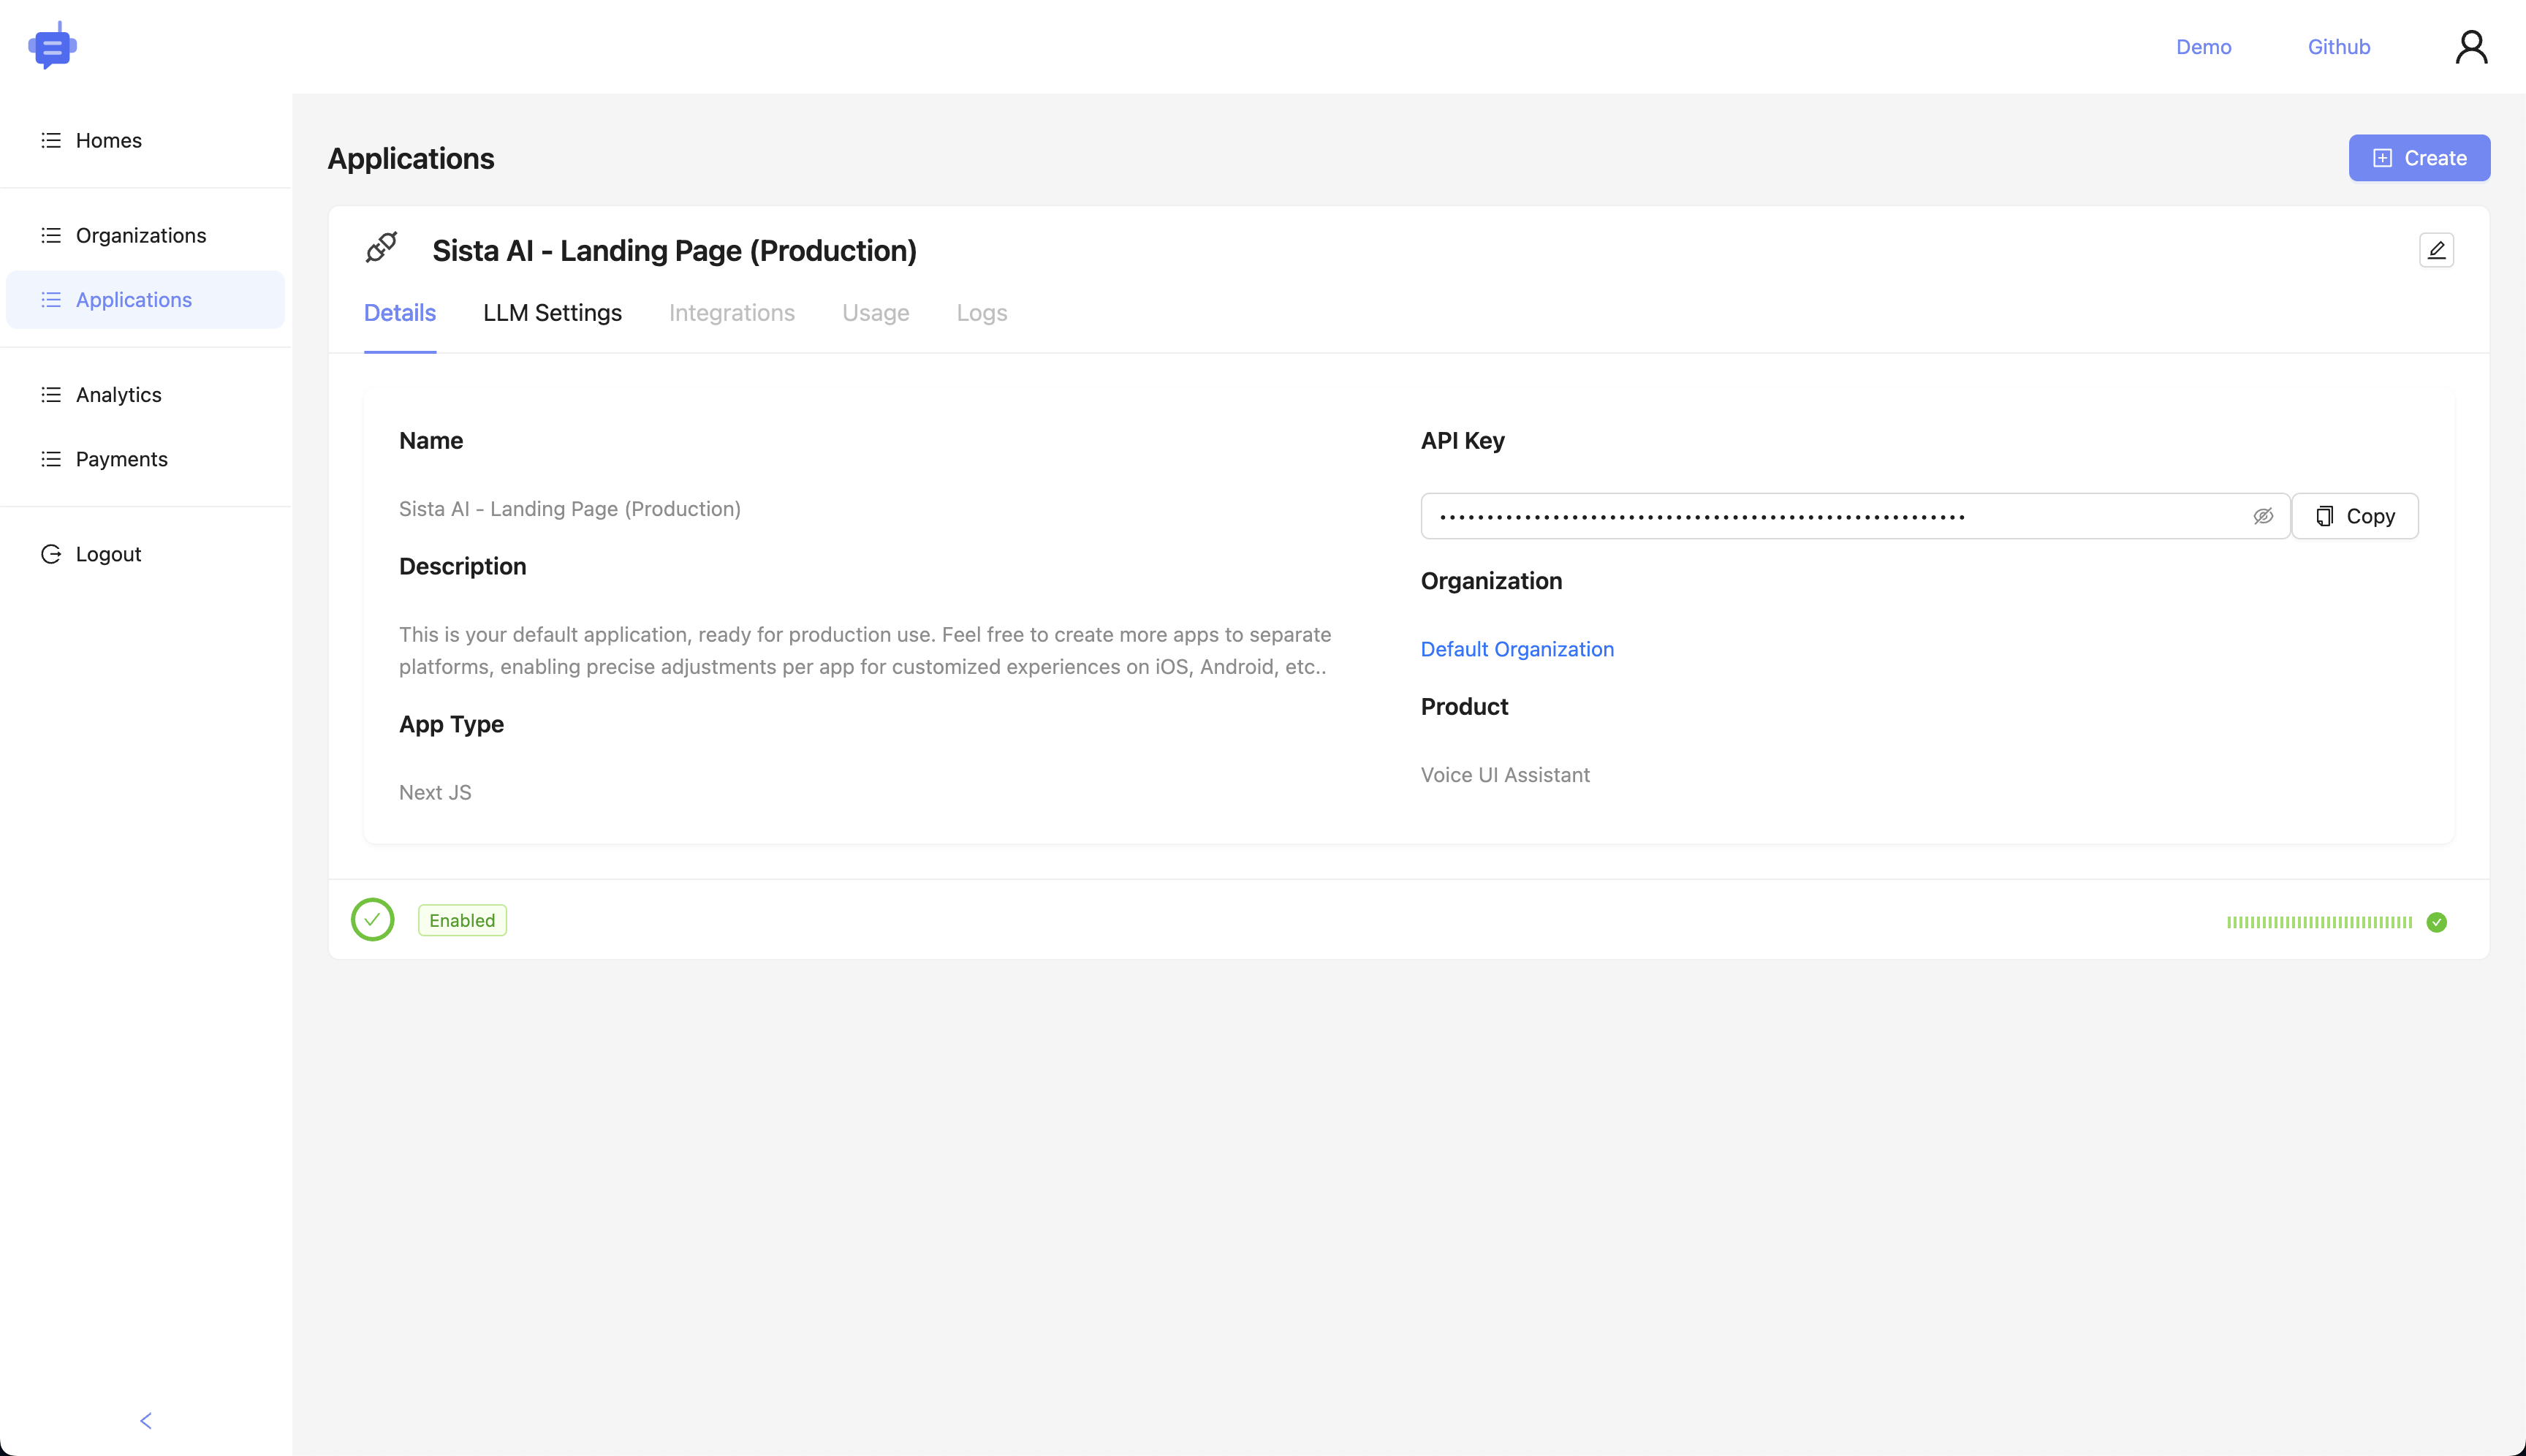 Demo
Github
Homes
Organizations
Applications
Analytics
Payments
Logout
Applications
Create
Sista AI - Landing Page (Production)
Details
LLM Settings
Integrations
Usage
Logs
Name
Sista AI - Landing Page (Production)
Description
This is your default application, ready for production use. Feel free to create more apps to separate
platforms, enabling precise adjustments per app for customized experiences on iOS, Android, etc..
App Type
Next JS
API Key
Copy
Organization
Default Organization
Product
Voice UI Assistant
Enabled